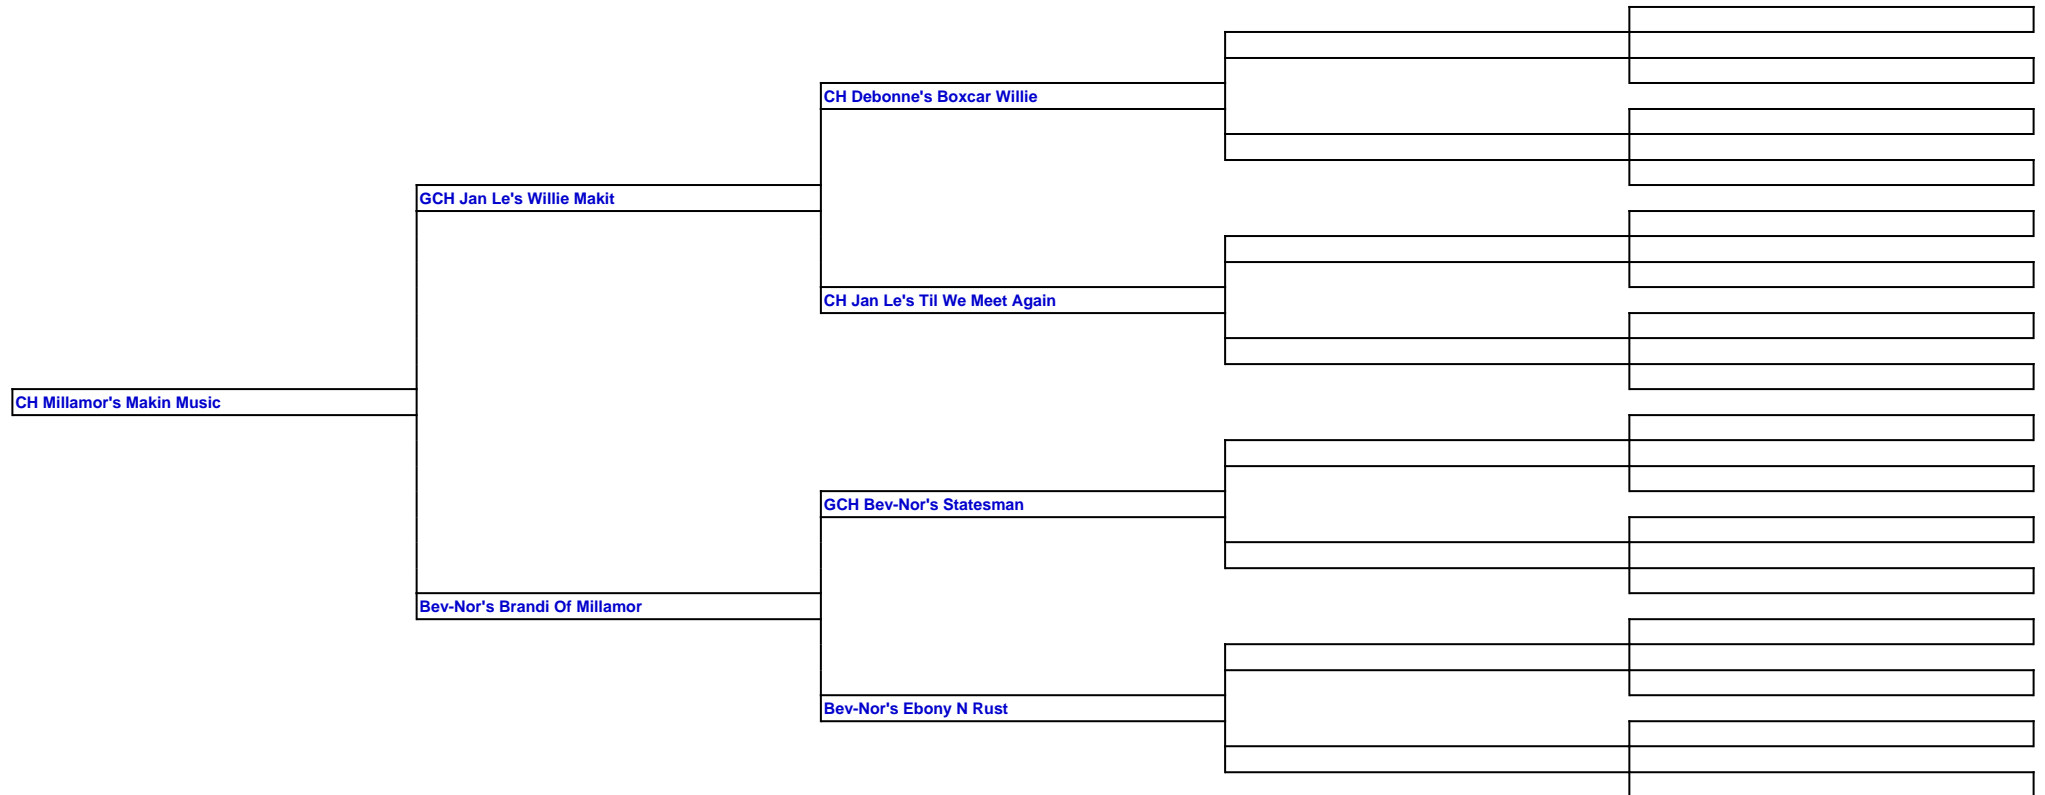 CH Debonne's Boxcar Willie
GCH Jan Le's Willie Makit
CH Jan Le's Til We Meet Again
CH Millamor's Makin Music
GCH Bev-Nor's Statesman
Bev-Nor's Brandi Of Millamor
Bev-Nor's Ebony N Rust